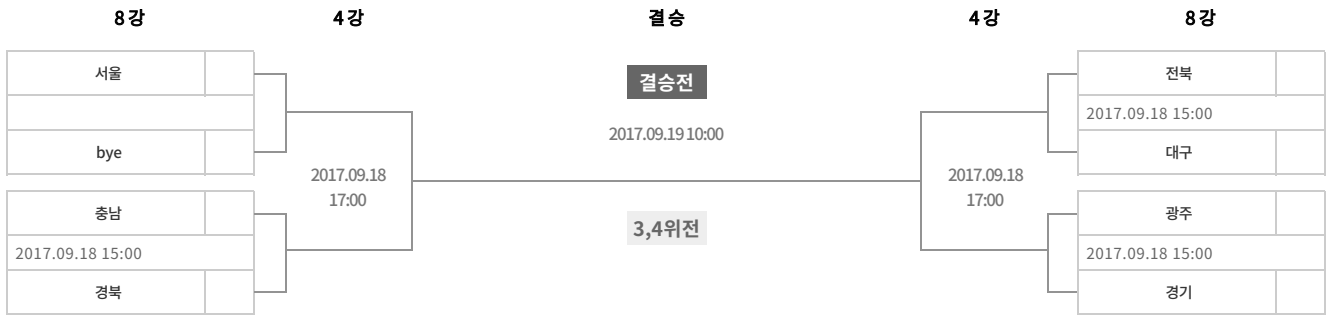 8강 4강 결승 4강 8강
서울
bye
충남
2017.09.18 15:00
경북
2017.09.18
17:00
결승전
2017.09.19 10:00
3,4위전
2017.09.18
17:00
전북
2017.09.18 15:00
대구
광주
2017.09.18 15:00
경기